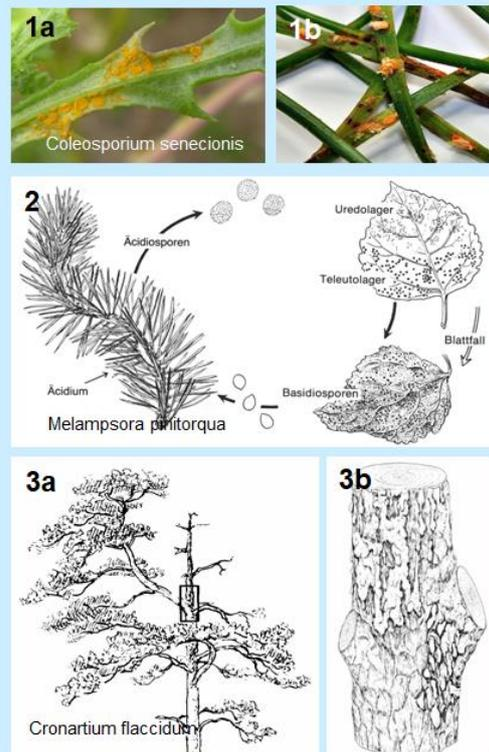 1a
Coleosporium senecionis
1b
2
Äcidiosporen
Äcidium
Basidiosporen
Uredolager
Teleutolager
Blattfall
Melampsora pinitorqua
3a
Cronartium flaccidum
3b